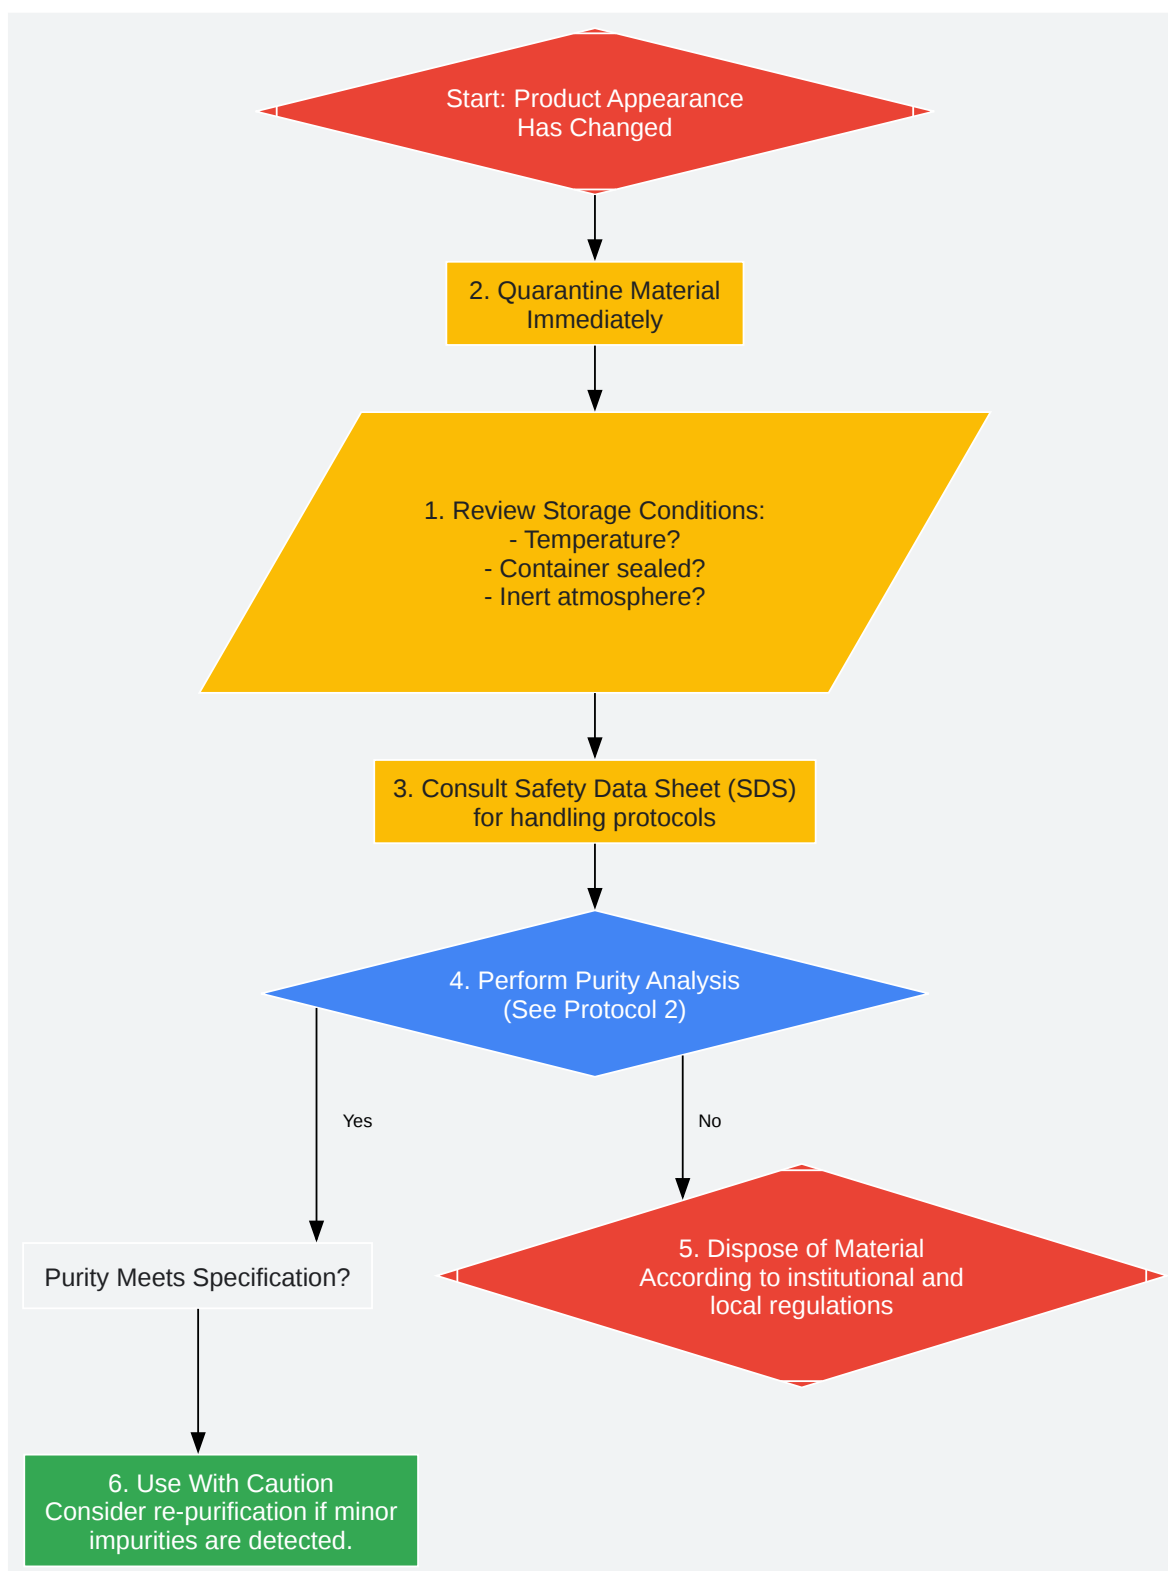 Start: Product Appearance
Has Changed
2. Quarantine Material
Immediately
1. Review Storage Conditions:
- Temperature?
- Container sealed?
- Inert atmosphere?
3. Consult Safety Data Sheet (SDS)
for handling protocols
4. Perform Purity Analysis
(See Protocol 2)
Yes
No
Purity Meets Specification?
5. Dispose of Material
According to institutional and
local regulations
6. Use With Caution
Consider re-purification if minor
impurities are detected.